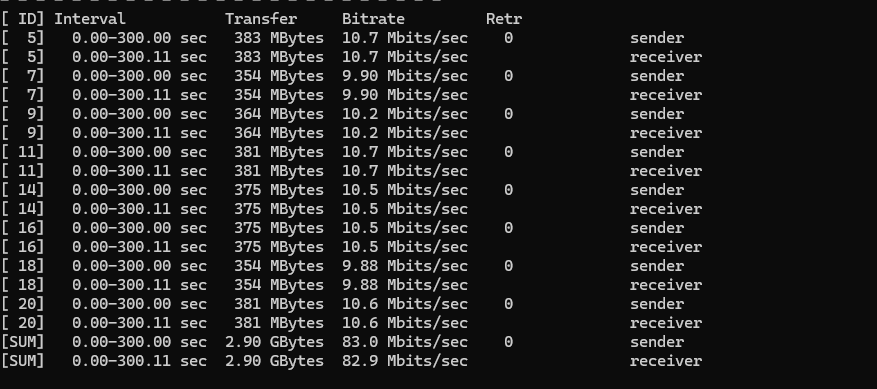 - - - - - - - - - - - - - - - - - - - - - - - - -
[ ID] Interval           Transfer     Bitrate         Retr
[  5]   0.00-300.00 sec   383 MBytes  10.7 Mbits/sec    0             sender
[  5]   0.00-300.11 sec   383 MBytes  10.7 Mbits/sec                  receiver
[  7]   0.00-300.00 sec   354 MBytes  9.90 Mbits/sec    0             sender
[  7]   0.00-300.11 sec   354 MBytes  9.90 Mbits/sec                  receiver
[  9]   0.00-300.00 sec   364 MBytes  10.2 Mbits/sec    0             sender
[  9]   0.00-300.11 sec   364 MBytes  10.2 Mbits/sec                  receiver
[ 11]   0.00-300.00 sec   381 MBytes  10.7 Mbits/sec    0             sender
[ 11]   0.00-300.11 sec   381 MBytes  10.7 Mbits/sec                  receiver
[ 14]   0.00-300.00 sec   375 MBytes  10.5 Mbits/sec    0             sender
[ 14]   0.00-300.11 sec   375 MBytes  10.5 Mbits/sec                  receiver
[ 16]   0.00-300.00 sec   375 MBytes  10.5 Mbits/sec    0             sender
[ 16]   0.00-300.11 sec   375 MBytes  10.5 Mbits/sec                  receiver
[ 18]   0.00-300.00 sec   354 MBytes  9.88 Mbits/sec    0             sender
[ 18]   0.00-300.11 sec   354 MBytes  9.88 Mbits/sec                  receiver
[ 20]   0.00-300.00 sec   381 MBytes  10.6 Mbits/sec    0             sender
[ 20]   0.00-300.11 sec   381 MBytes  10.6 Mbits/sec                  receiver
[SUM]   0.00-300.00 sec  2.90 GBytes  83.0 Mbits/sec    0             sender
[SUM]   0.00-300.11 sec  2.90 GBytes  82.9 Mbits/sec                  receiver